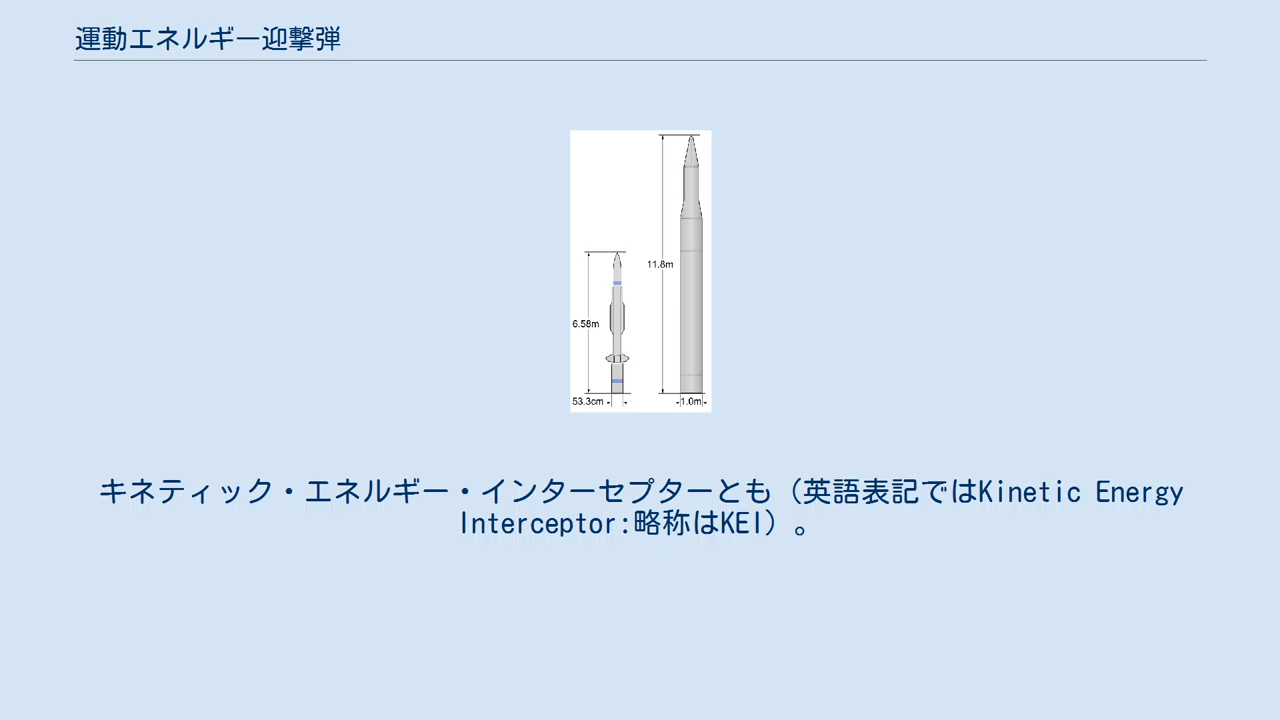 運動エネルギー迎撃弾
11.8m
6.58m
53.3cm
1.0m
キネティック・エネルギー・インターセプターとも（英語表記ではKinetic Energy
Interceptor:略称はKEI）。